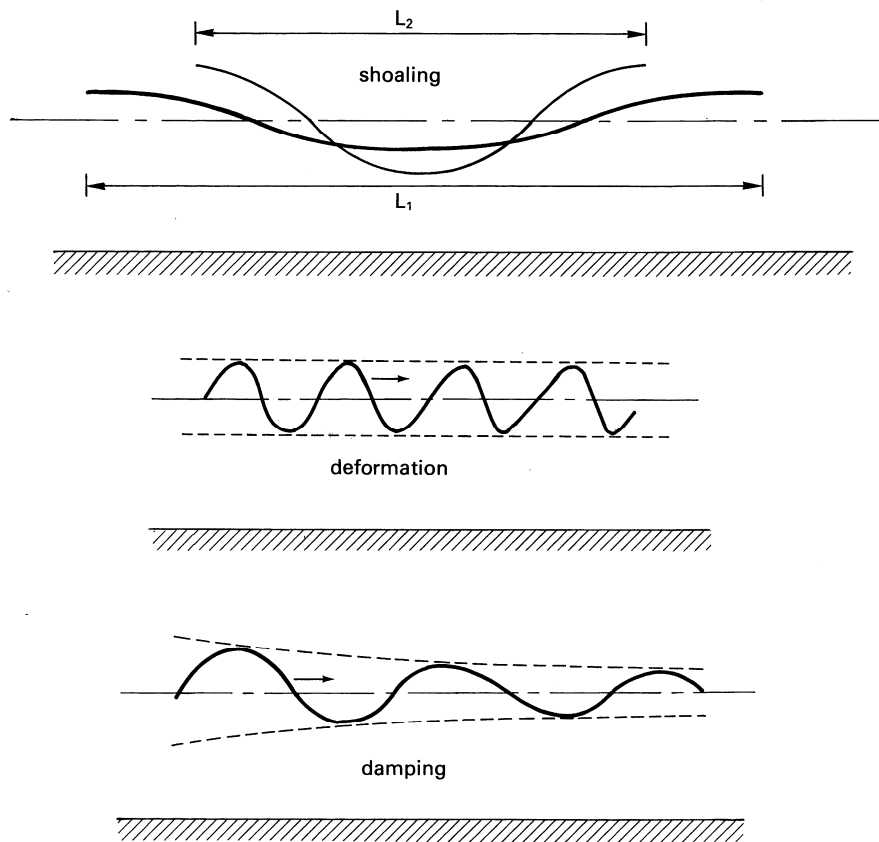 L₂
shoaling
L₁
deformation
damping